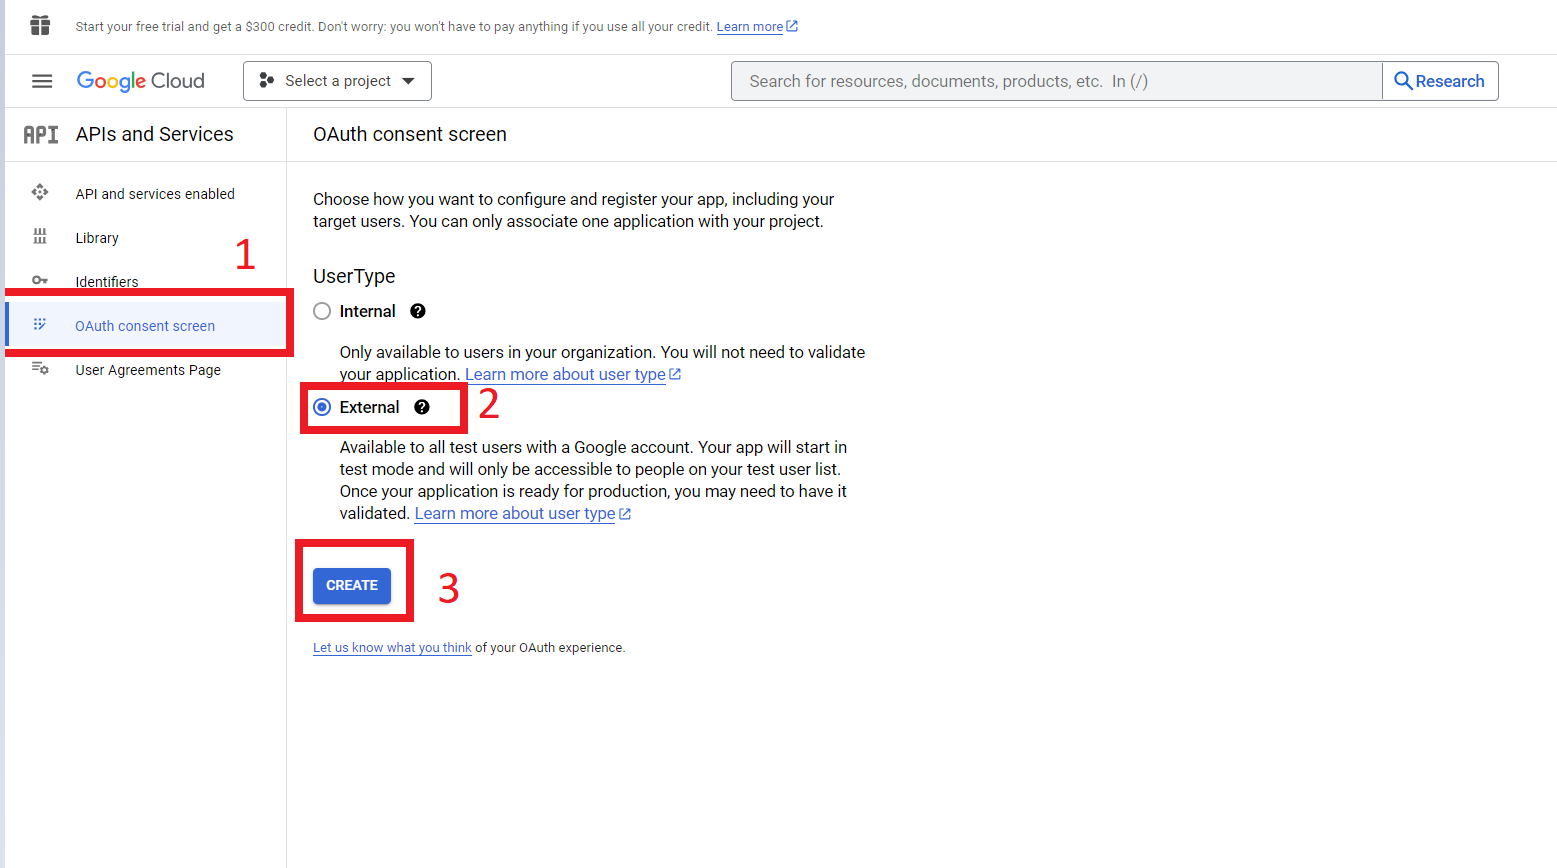 Start your free trial and get a $300 credit. Don't worry: you won't have to pay anything if you use all your credit. Learn more
Google Cloud
Select a project
Search for resources, documents, products, etc. In (/)
Research
API APIs and Services
OAuth consent screen
API and services enabled
Library
1
Identifiers
OAuth consent screen
User Agreements Page
Choose how you want to configure and register your app, including your
target users. You can only associate one application with your project.
UserType
Internal
Only available to users in your organization. You will not need to validate
your application. Learn more about user type
External
2
Available to all test users with a Google account. Your app will start in
test mode and will only be accessible to people on your test user list.
Once your application is ready for production, you may need to have it
validated. Learn more about user type
CREATE
3
Let us know what you think of your OAuth experience.